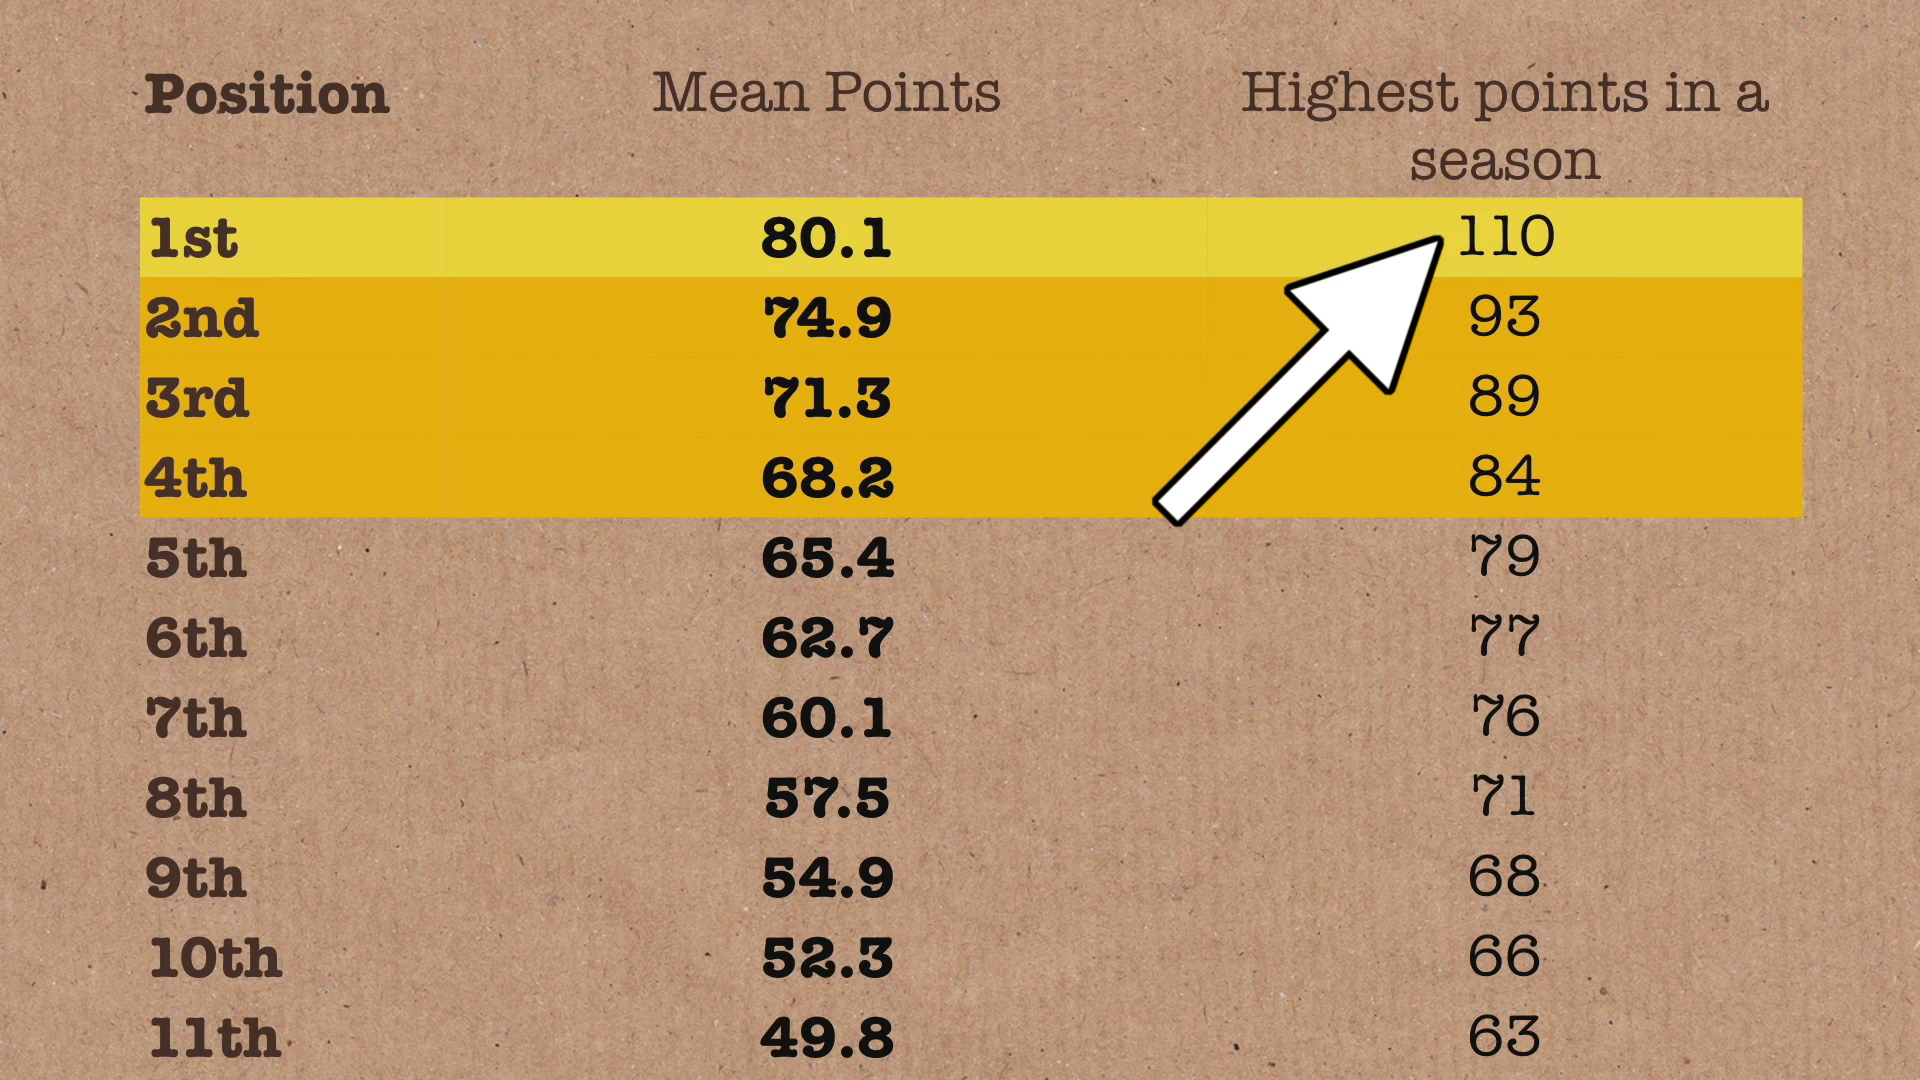 Position Mean Points Highest points in a
season
1st 80.1 110
2nd 74.9 93
3rd 71.3 89
4th 68.2 84
5th 65.4 79
6th 62.7 77
7th 60.1 76
8th 57.5 71
9th 54.9 68
10th 52.3 66
11th 49.8 63